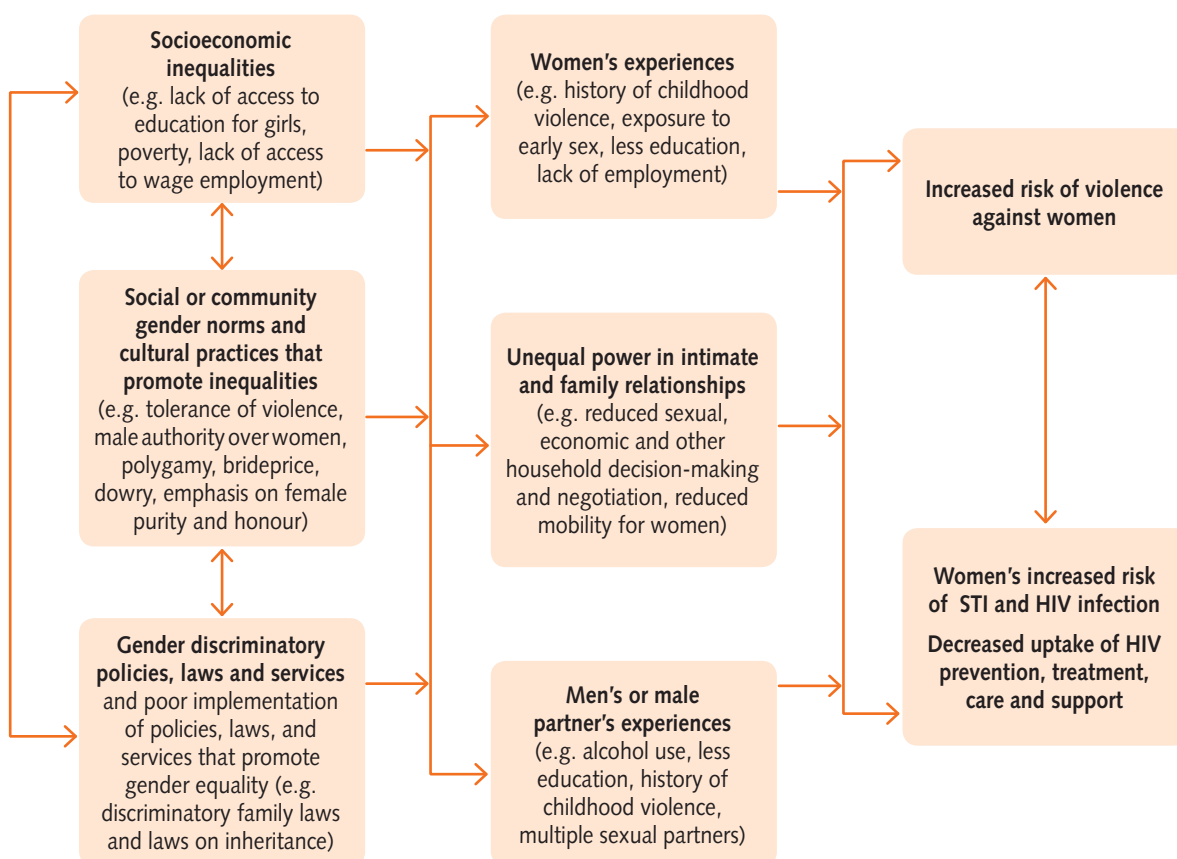 Socioeconomic
inequalities
(e.g. lack of access to
education for girls,
poverty, lack of access
to wage employment)
Social or community
gender norms and
cultural practices that
promote inequalities
(e.g. tolerance of violence,
male authority over women,
polygamy, brideprice,
dowry, emphasis on female
purity and honour)
Gender discriminatory
policies, laws and services
and poor implementation
of policies, laws, and
services that promote
gender equality (e.g.
discriminatory family laws
and laws on inheritance)
Women’s experiences
(e.g. history of childhood
violence, exposure to
early sex, less education,
lack of employment)
Unequal power in intimate
and family relationships
(e.g. reduced sexual,
economic and other
household decision-making
and negotiation, reduced
mobility for women)
Men’s or male
partner’s experiences
(e.g. alcohol use, less
education, history of
childhood violence,
multiple sexual partners)
Increased risk of violence
against women
Women’s increased risk
of STI and HIV infection
Decreased uptake of HIV
prevention, treatment,
care and support